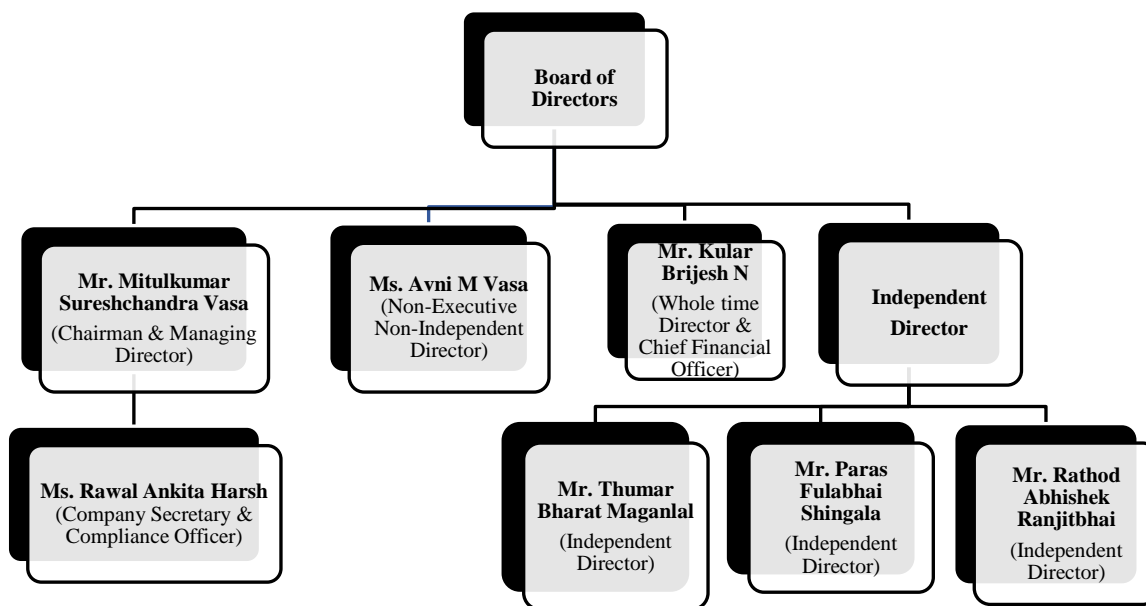 Board of
Directors
Mr. Mitulkumar
Sureshchandra Vasa
(Chairman & Managing
Director)
Ms. Avni M Vasa
(Non-Executive
Non-Independent
Director)
Mr. Kular
Brijesh N
(Whole time
Director &
Chief Financial
Officer)
Independent
Director
Ms. Rawal Ankita Harsh
(Company Secretary &
Compliance Officer)
Mr. Thumar
Bharat Maganlal
(Independent
Director)
Mr. Paras
Fulabhai
Shingala
(Independent
Director)
Mr. Rathod
Abhishek
Ranjitbhai
(Independent
Director)